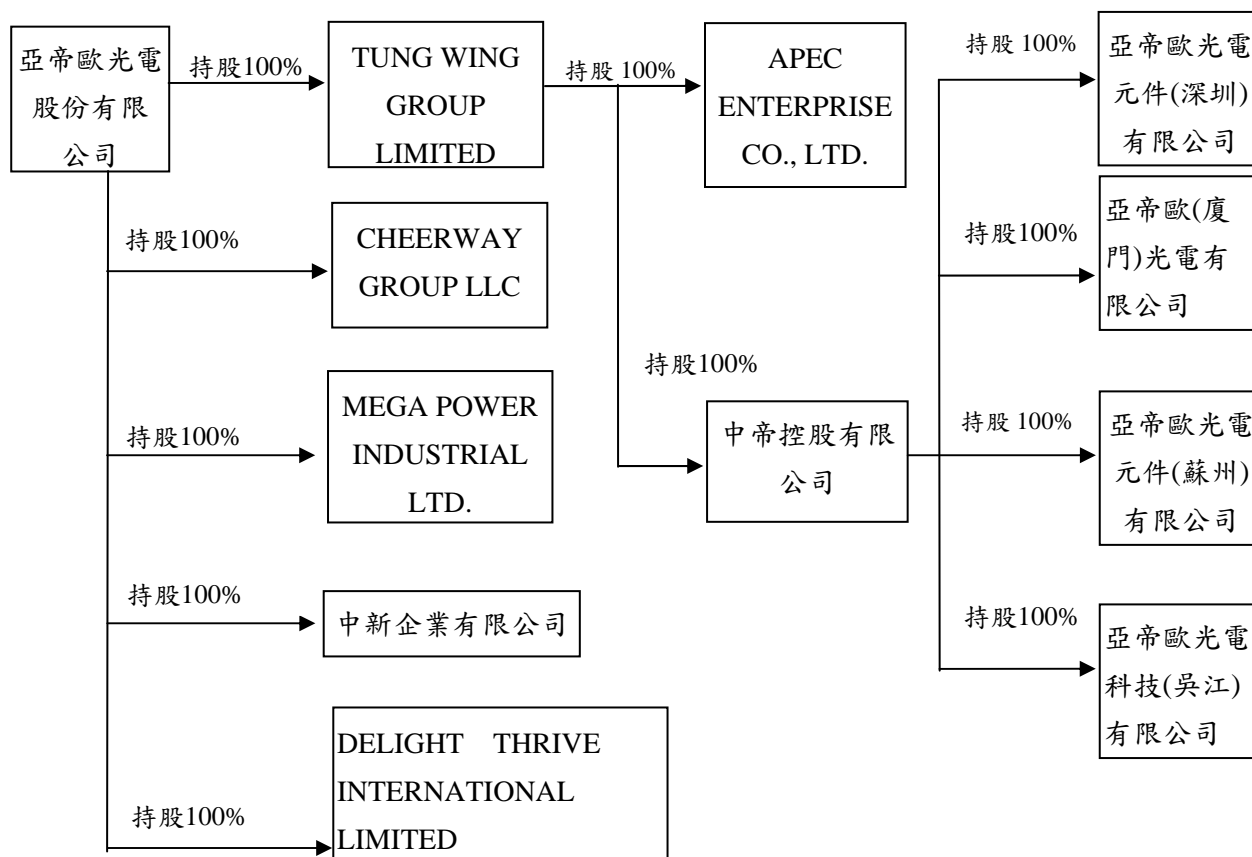 亞帝歐光電
股份有限
公司
持股100%
TUNG WING
GROUP
LIMITED
持股 100%
APEC
ENTERPRISE
CO., LTD.
持股 100%
亞帝歐光電
元件(深圳)
有限公司
持股100%
CHEERWAY
GROUP LLC
持股100%
亞帝歐(廈
門)光電有
限公司
持股100%
MEGA POWER
INDUSTRIAL
LTD.
持股100%
中帝控股有限
公司
持股 100%
亞帝歐光電
元件(蘇州)
有限公司
持股100%
中新企業有限公司
持股100%
亞帝歐光電
科技(吳江)
有限公司
持股100%
DELIGHT THRIVE
INTERNATIONAL
LIMITED